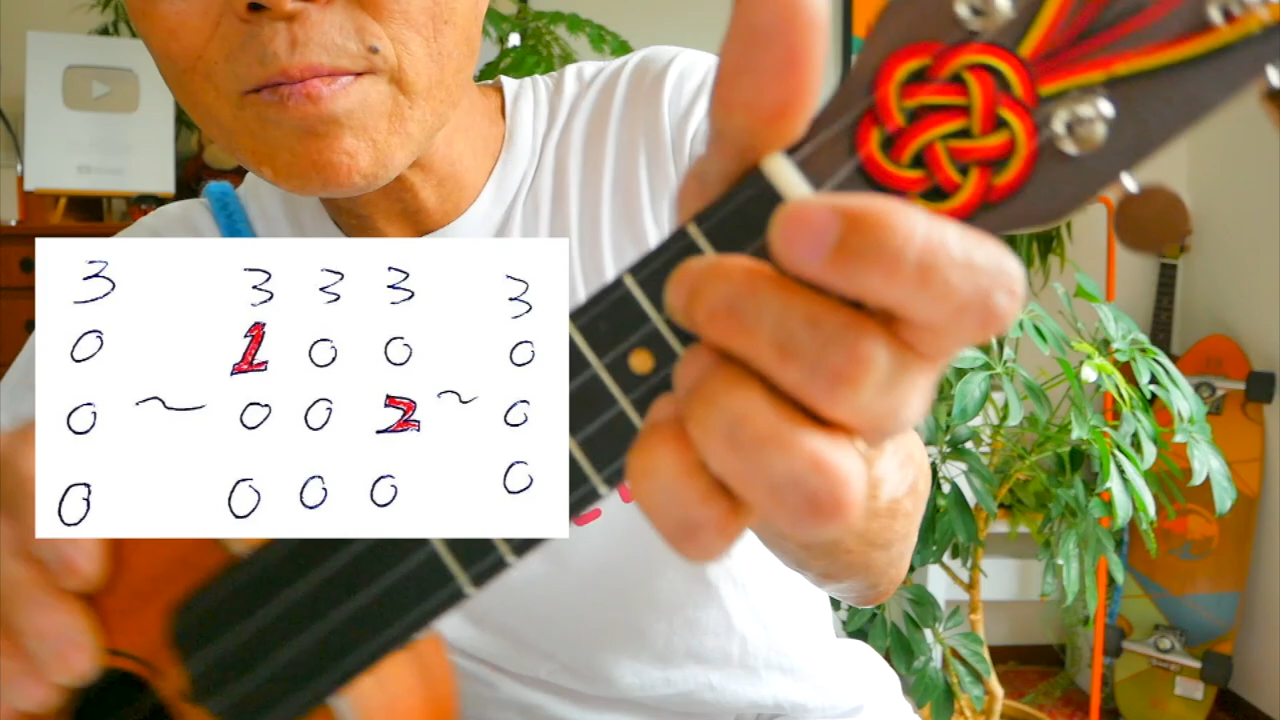 3 3 3 3 3
0 1 0 0 0
0 ~ 0 0 2 ~ 0
0 0 0 0 0